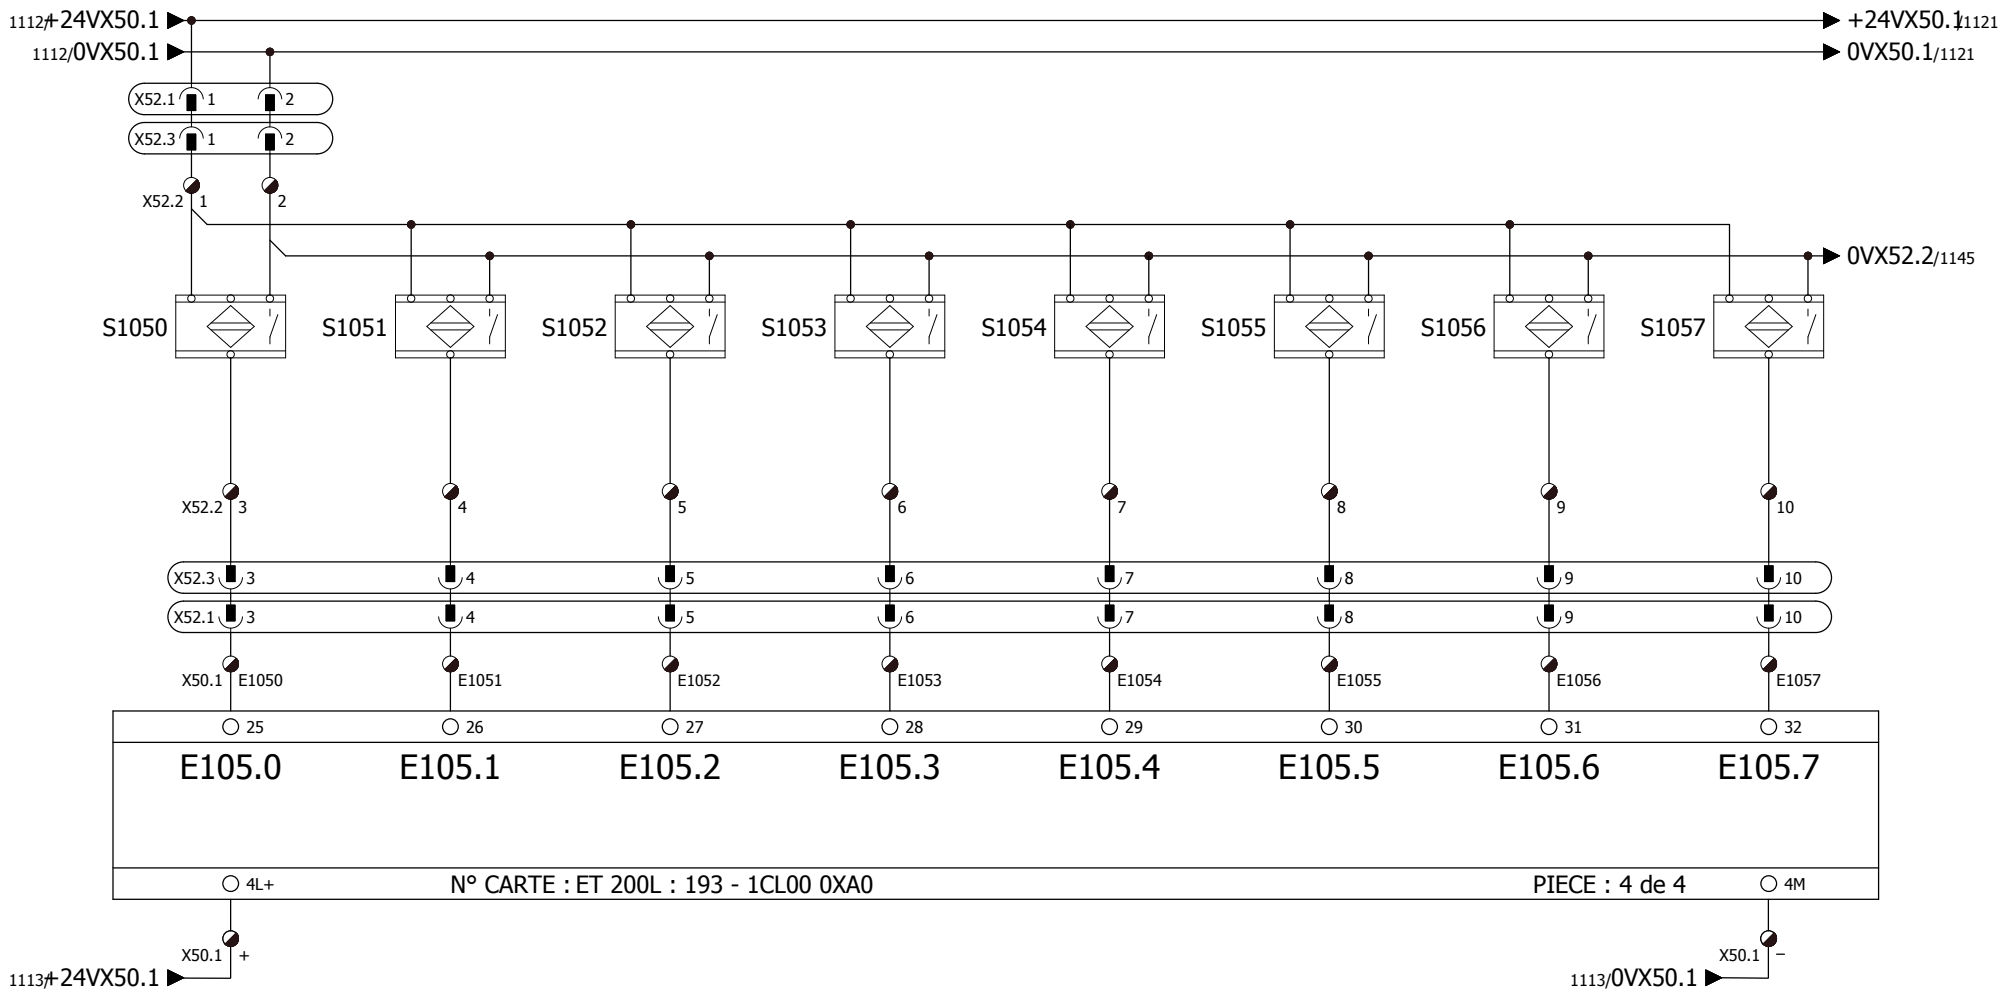 1112/+24VX50.1 +24VX50.1/1121
1112/0VX50.1 0VX50.1/1121
X52.1 1 2
X52.3 1 2
X52.2 1 2
0VX52.2/1145
S1050 S1051 S1052 S1053 S1054 S1055 S1056 S1057
X52.2 3 4 5 6 7 8 9 10
X52.3 3 4 5 6 7 8 9 10
X52.1 3 4 5 6 7 8 9 10
X50.1 E1050 E1051 E1052 E1053 E1054 E1055 E1056 E1057
25 26 27 28 29 30 31 32
E105.0 E105.1 E105.2 E105.3 E105.4 E105.5 E105.6 E105.7
4L+ N° CARTE : ET 200L : 193 - 1CL00 0XA0 PIECE : 4 de 4 4M
X50.1 + X50.1 −
1113/+24VX50.1 1113/0VX50.1